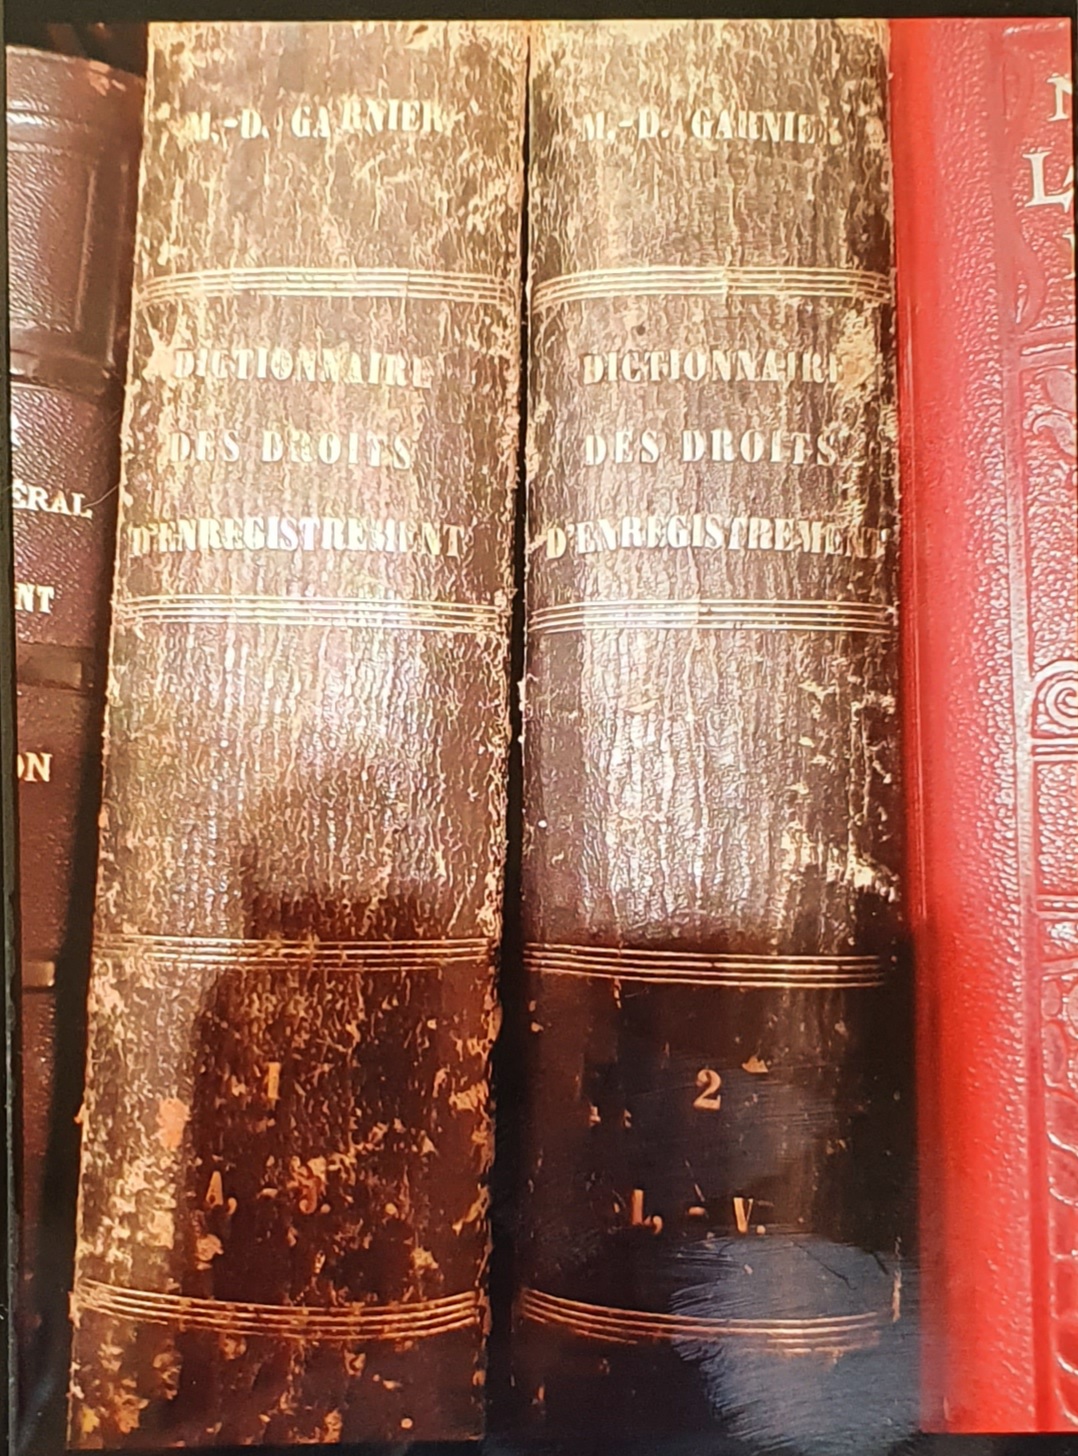 ÉRAL
NT
ON
M.-D. GARNIER
DICTIONNAIRE
DES DROITS
D'ENREGISTREMENT
1
A. - J.
M.-D. GARNIER
DICTIONNAIRE
DES DROITS
D'ENREGISTREMENT
2
L. - V.